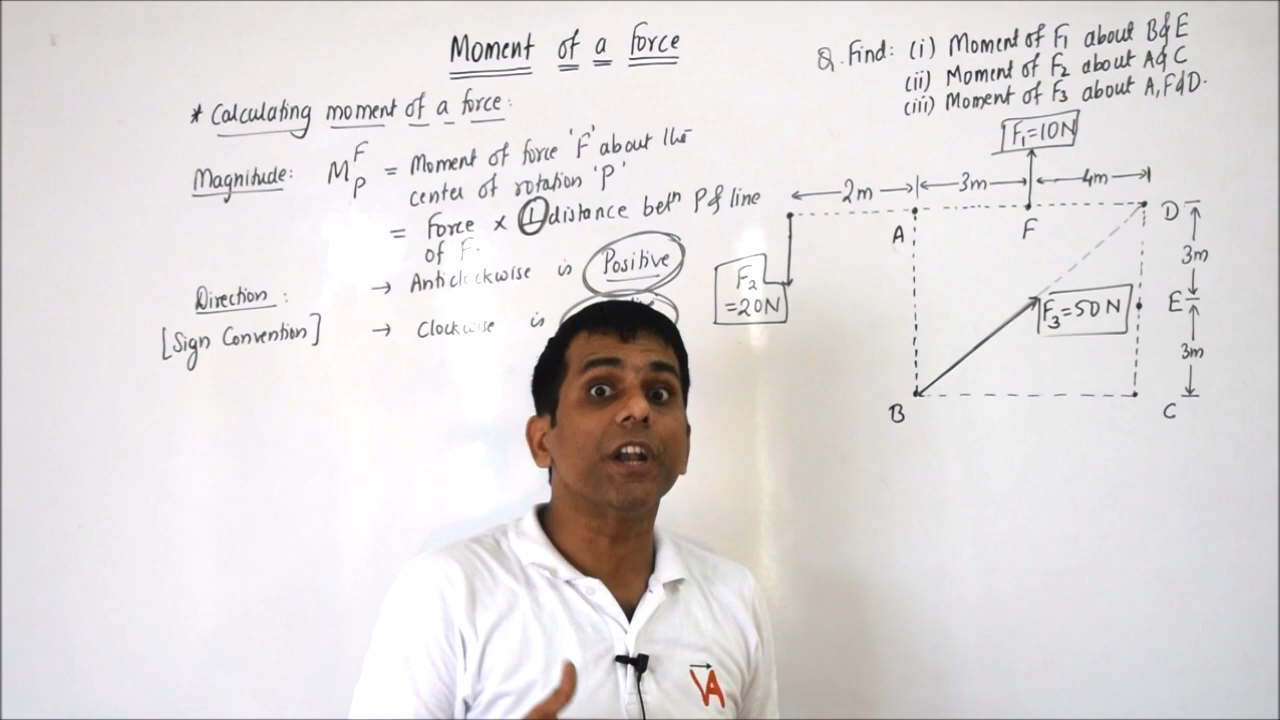 Moment of a force
* Calculating moment of a force:
Magnitude: M_P^F = Moment of force 'F' about the
center of rotation 'P'
= Force × ⊥ distance betn P & line
of F.
Direction:
[Sign Convention]
→ Anticlockwise is Positive
→ Clockwise is
Q. Find: (i) Moment of F₁ about B & E
(ii) Moment of F₂ about A & C
(iii) Moment of F₃ about A, F & D.
F₁=10N
2m
3m
4m
A
F
D
F₂
=20N
3m
F₃=50N
E
3m
B
C
VA